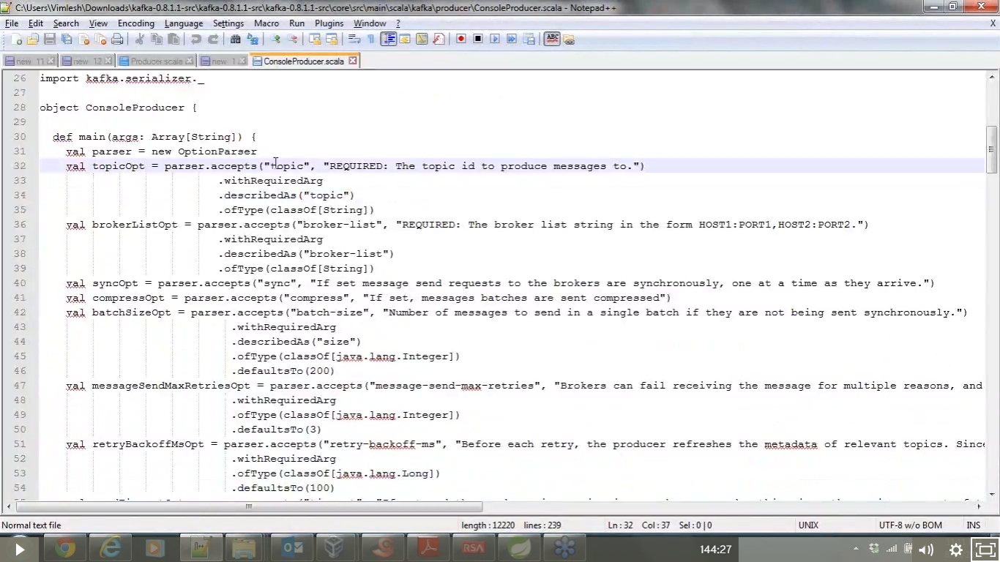 C:\Users\Vimlesh\Downloads\kafka-0.8.1.1-src\kafka-0.8.1.1-src\kafka-0.8.1.1-src\core\src\main\scala\kafka\producer\ConsoleProducer.scala - Notepad++
File Edit Search View Encoding Language Settings Macro Run Plugins Window ? X
new 11 new 12 Producer.scala new 1 ConsoleProducer.scala
26 import kafka.serializer._
27
28 object ConsoleProducer {
29
30 def main(args: Array[String]) {
31 val parser = new OptionParser
32 val topicOpt = parser.accepts("topic", "REQUIRED: The topic id to produce messages to.")
33 .withRequiredArg
34 .describedAs("topic")
35 .ofType(classOf[String])
36 val brokerListOpt = parser.accepts("broker-list", "REQUIRED: The broker list string in the form HOST1:PORT1,HOST2:PORT2.")
37 .withRequiredArg
38 .describedAs("broker-list")
39 .ofType(classOf[String])
40 val syncOpt = parser.accepts("sync", "If set message send requests to the brokers are synchronously, one at a time as they arrive.")
41 val compressOpt = parser.accepts("compress", "If set, messages batches are sent compressed")
42 val batchSizeOpt = parser.accepts("batch-size", "Number of messages to send in a single batch if they are not being sent synchronously.")
43 .withRequiredArg
44 .describedAs("size")
45 .ofType(classOf[java.lang.Integer])
46 .defaultsTo(200)
47 val messageSendMaxRetriesOpt = parser.accepts("message-send-max-retries", "Brokers can fail receiving the message for multiple reasons, and
48 .withRequiredArg
49 .ofType(classOf[java.lang.Integer])
50 .defaultsTo(3)
51 val retryBackoffMsOpt = parser.accepts("retry-backoff-ms", "Before each retry, the producer refreshes the metadata of relevant topics. Since
52 .withRequiredArg
53 .ofType(classOf[java.lang.Long])
54 .defaultsTo(100)
Normal text file length : 12220 lines : 239 Ln : 32 Col : 37 Sel : 0 | 0 UNIX UTF-8 w/o BOM INS
RSA 144:27